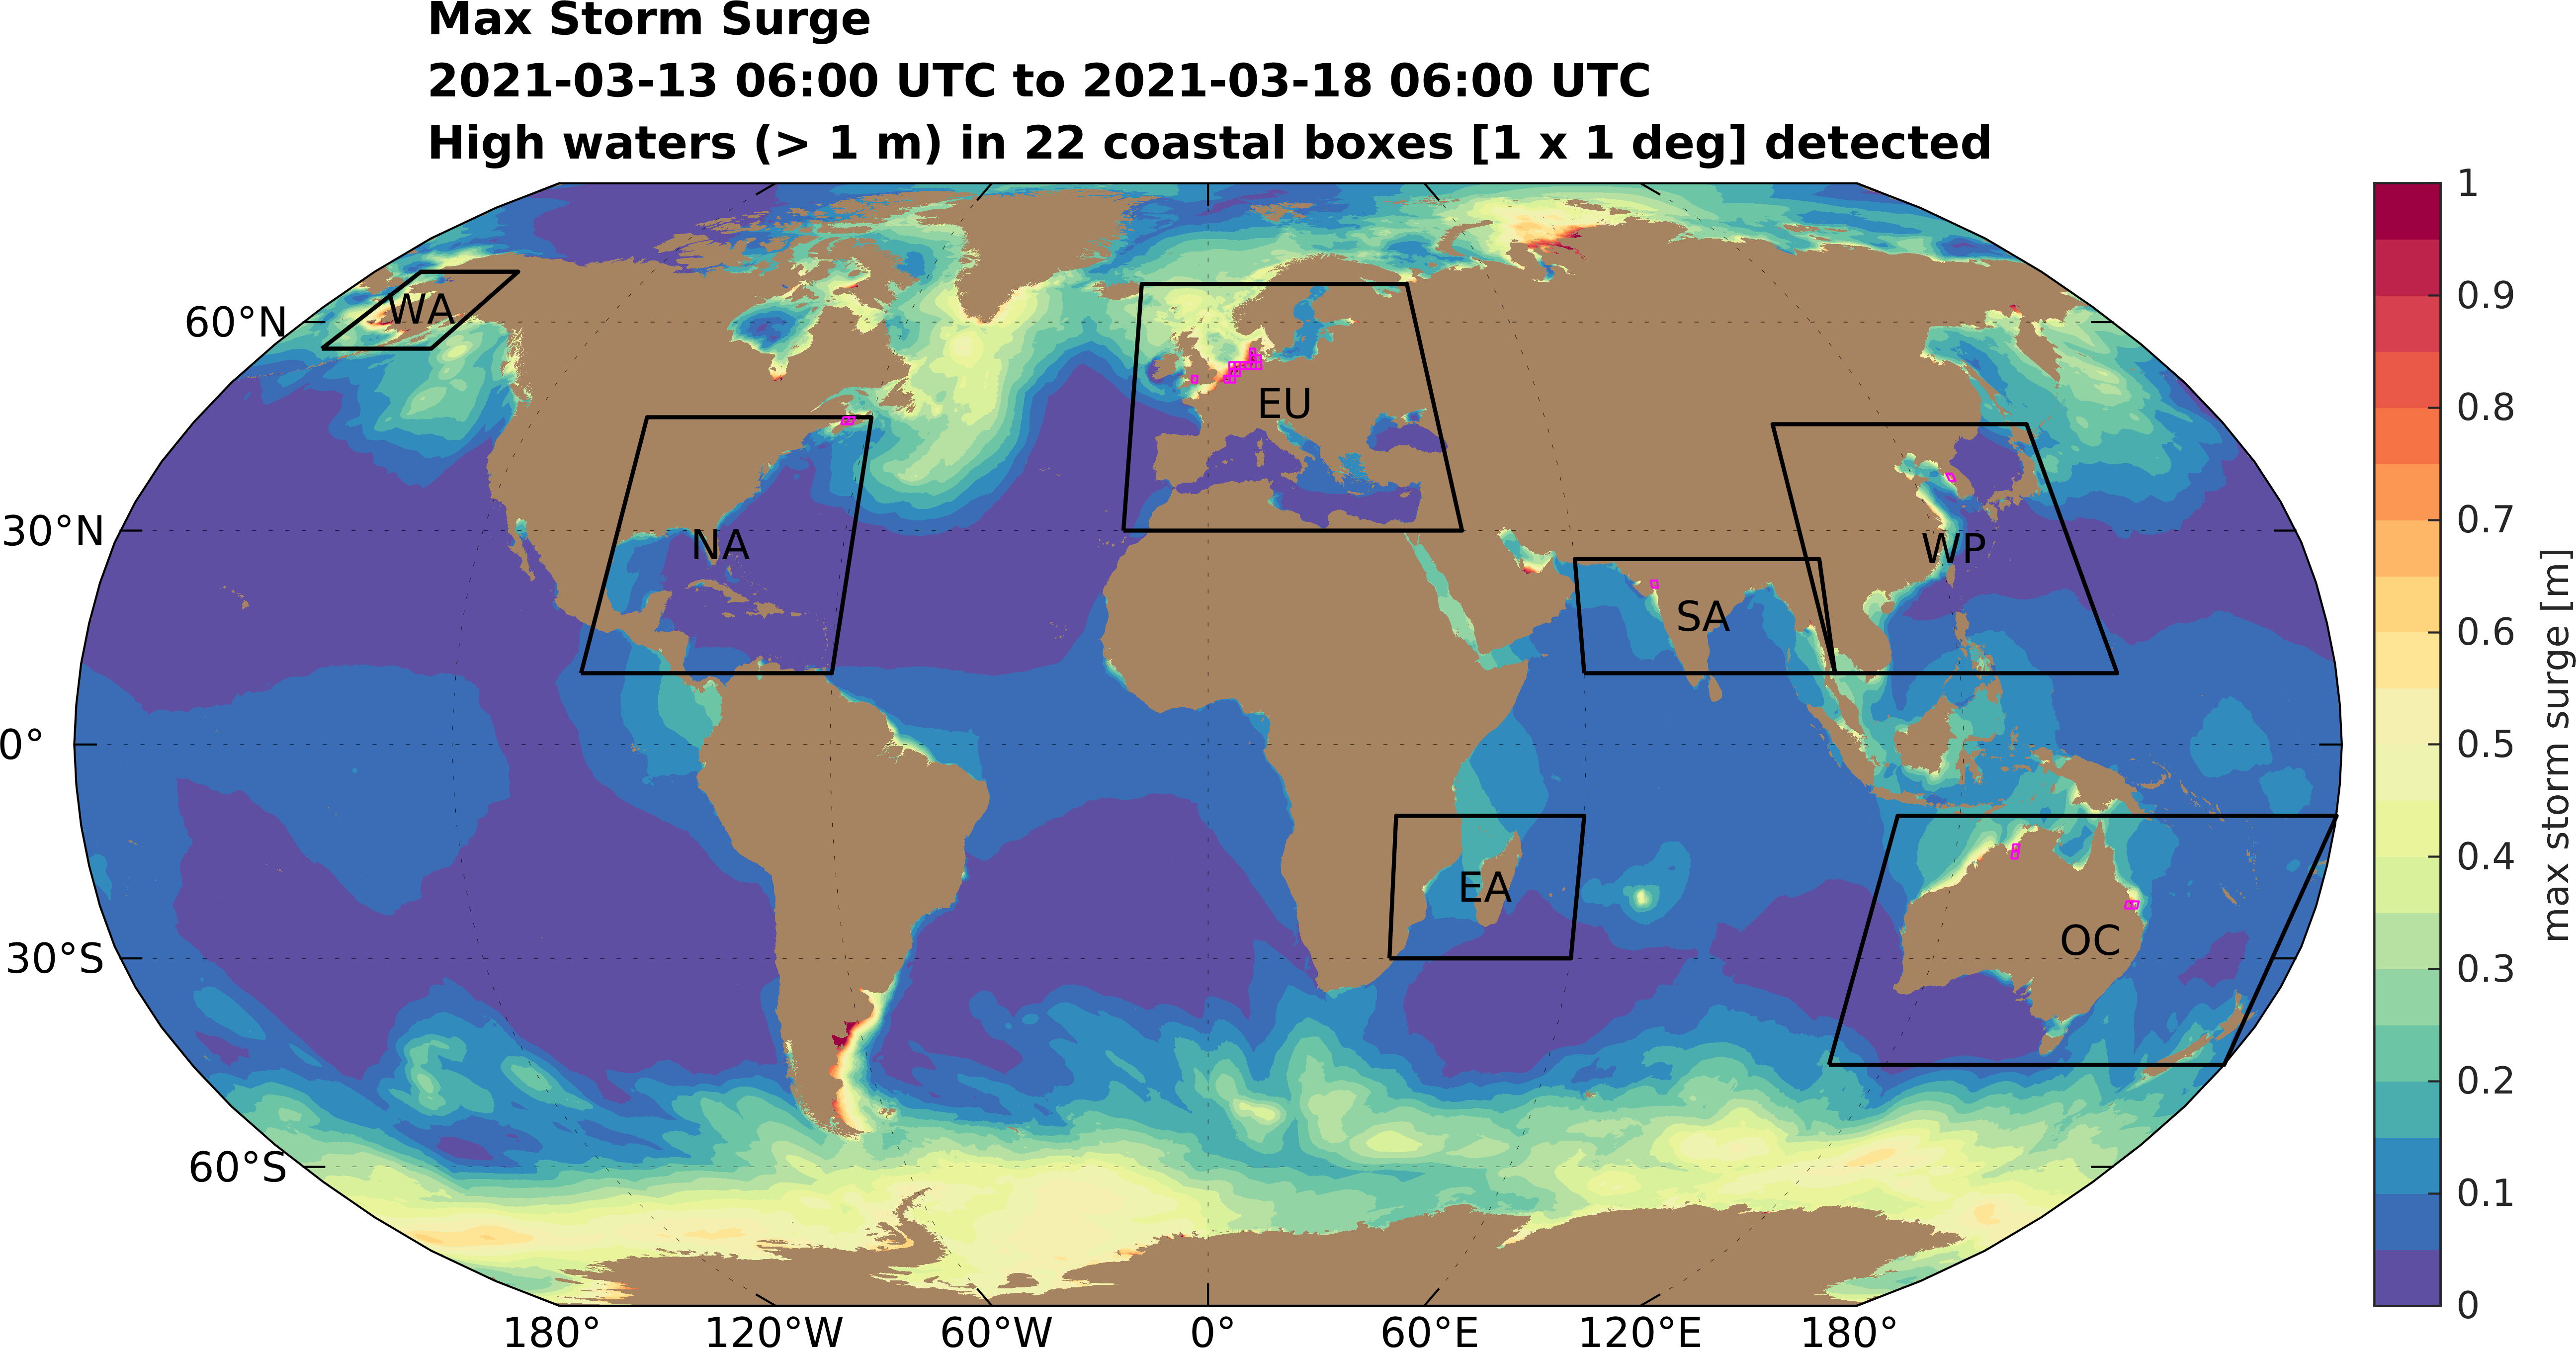 Max Storm Surge
2021-03-13 06:00 UTC to 2021-03-18 06:00 UTC
High waters (> 1 m) in 22 coastal boxes [1 x 1 deg] detected
60°N
30°N
0°
30°S
60°S
WA
NA
EU
SA
WP
EA
OC
180°
120°W
60°W
0°
60°E
120°E
180°
1
0.9
0.8
0.7
0.6
0.5
0.4
0.3
0.2
0.1
0
max storm surge [m]